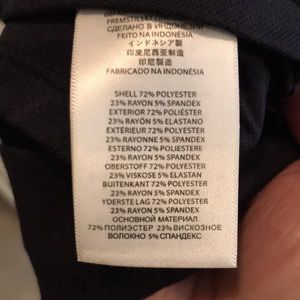 FREMSTILLET I INDONESIEN
СДЕЛАНО В ИНДОНЕЗИИ
FEITO NA INDONÉSIA
インドネシア製
印度尼西亚制造
印尼製造
FABRICADO NA INDONÉSIA
SHELL 72% POLYESTER
23% RAYON 5% SPANDEX
EXTERIOR 72% POLIÉSTER
23% RAYÓN 5% ELASTANO
EXTÉRIEUR 72% POLYESTER
23% RAYONNE 5% SPANDEX
ESTERNO 72% POLIESTERE
23% RAYON 5% SPANDEX
OBERSTOFF 72% POLYESTER
23% VISKOSE 5% ELASTAN
BUITENKANT 72% POLYESTER
23% RAYON 5% SPANDEX
YDERSTE LAG 72% POLYESTER
23% RAYON 5% SPANDEX
ОСНОВНОЙ МАТЕРИАЛ
72% ПОЛИЭСТЕР 23% ВИСКОЗНОЕ
ВОЛОКНО 5% СПАНДЕКС